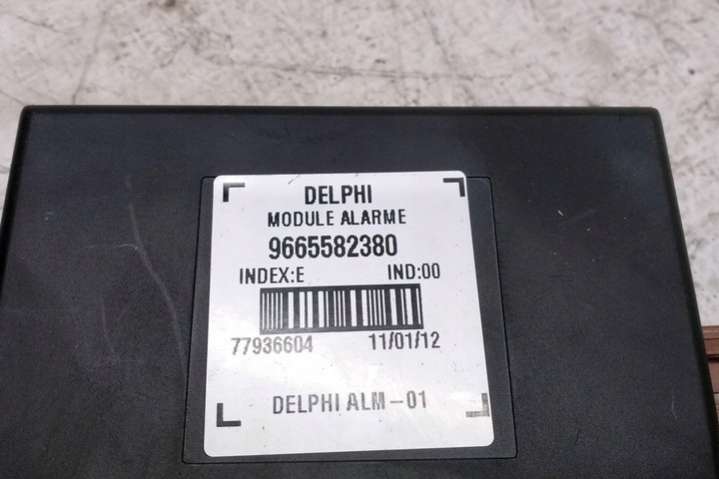 DELPHI
MODULE ALARME
9665582380
INDEX:E IND:00
77936604 11/01/12
DELPHI ALM-01